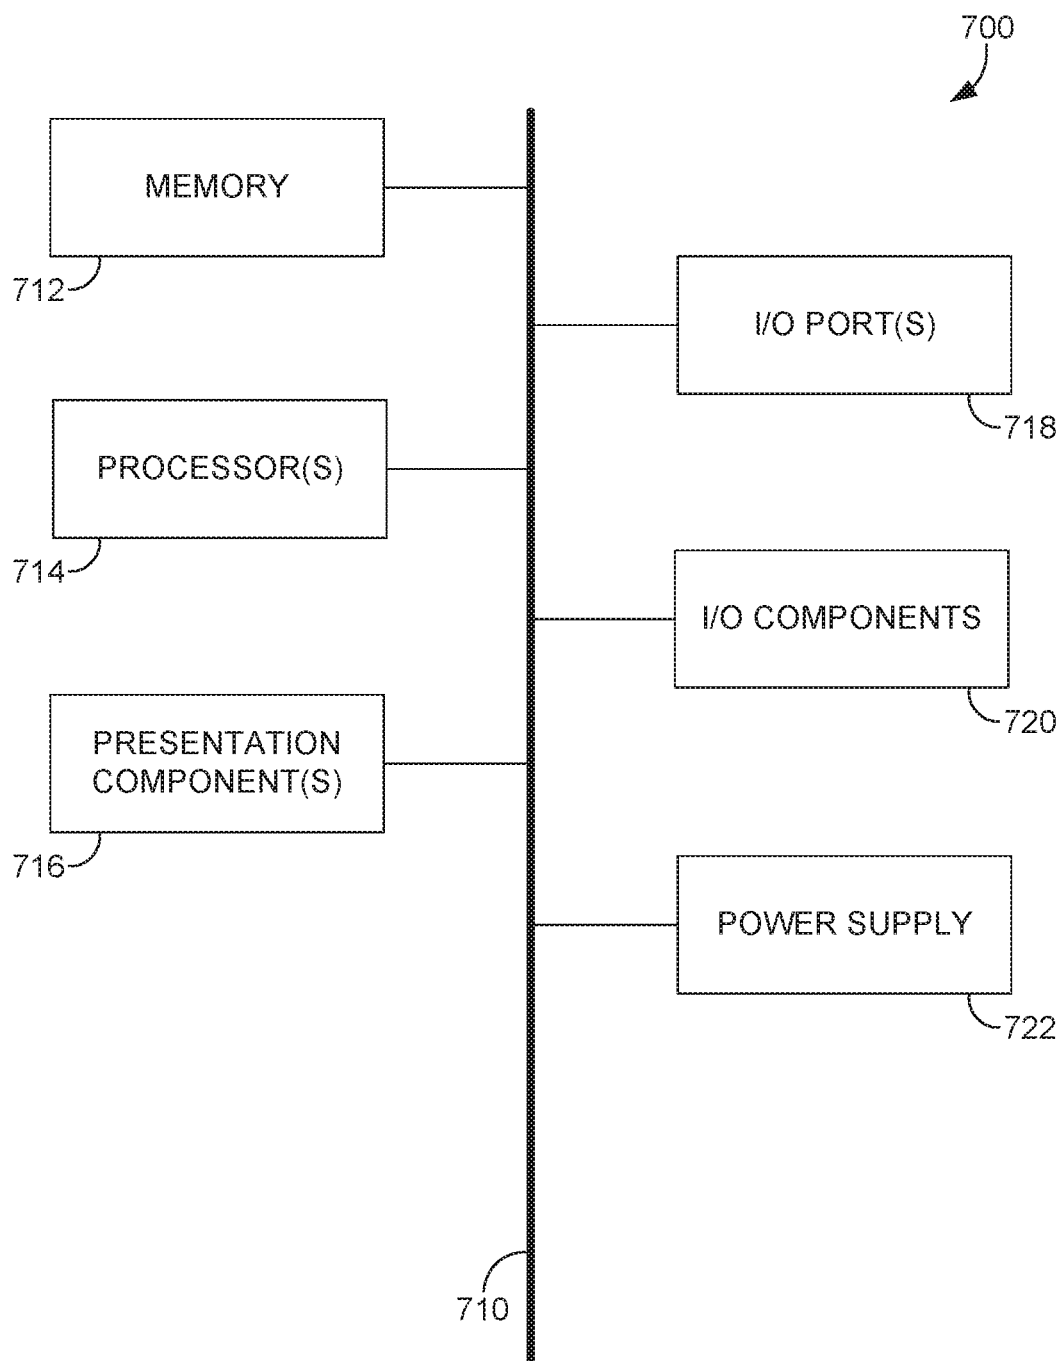 700
MEMORY
712
I/O PORT(S)
718
PROCESSOR(S)
714
I/O COMPONENTS
720
PRESENTATION
COMPONENT(S)
716
POWER SUPPLY
722
710